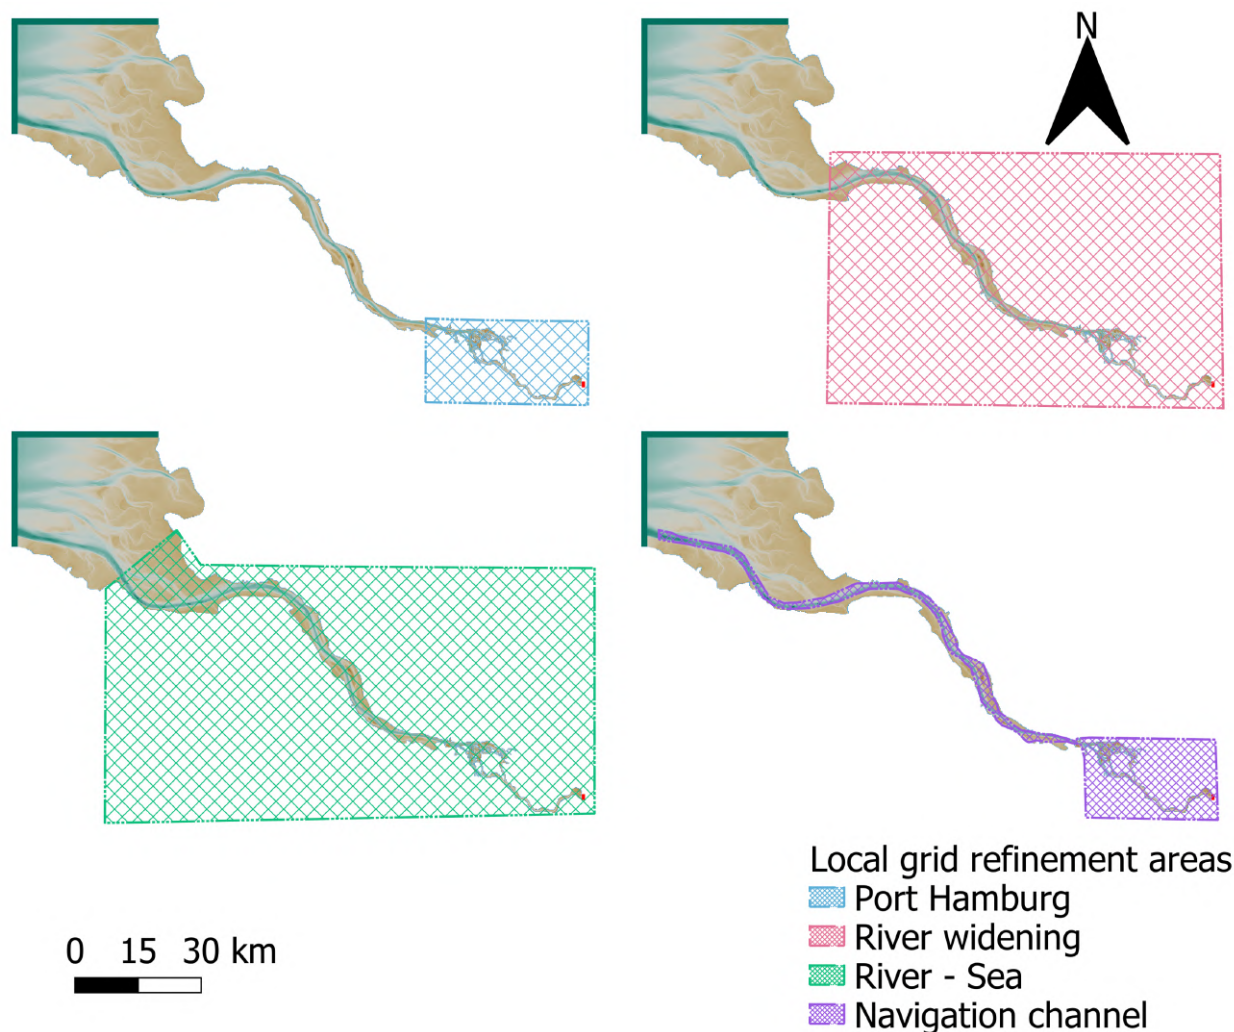 N
Local grid refinement areas
Port Hamburg
River widening
River - Sea
Navigation channel
0 15 30 km